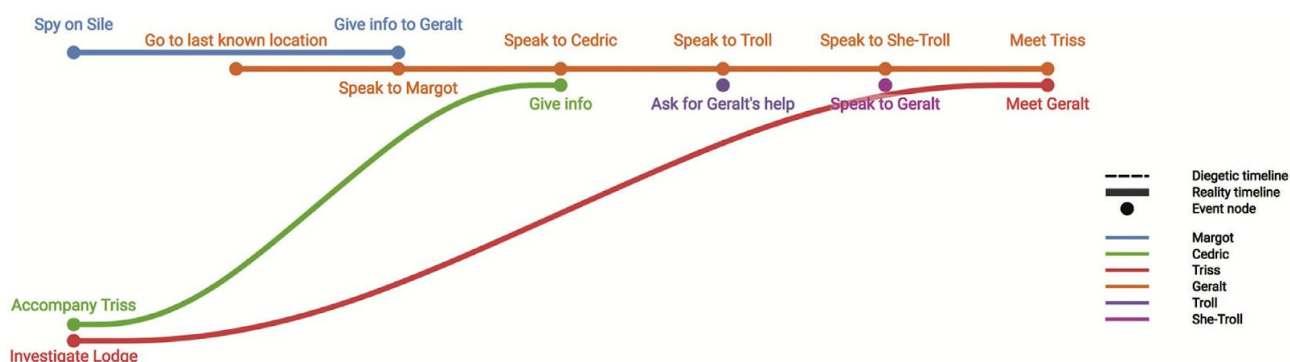 Spy on Sile
Give info to Geralt
Go to last known location
Speak to Cedric
Speak to Troll
Speak to She-Troll
Meet Triss
Speak to Margot
Give info
Ask for Geralt's help
Speak to Geralt
Meet Geralt
Diegetic timeline
Reality timeline
Event node
Margot
Cedric
Triss
Geralt
Troll
She-Troll
Accompany Triss
Investigate Lodge